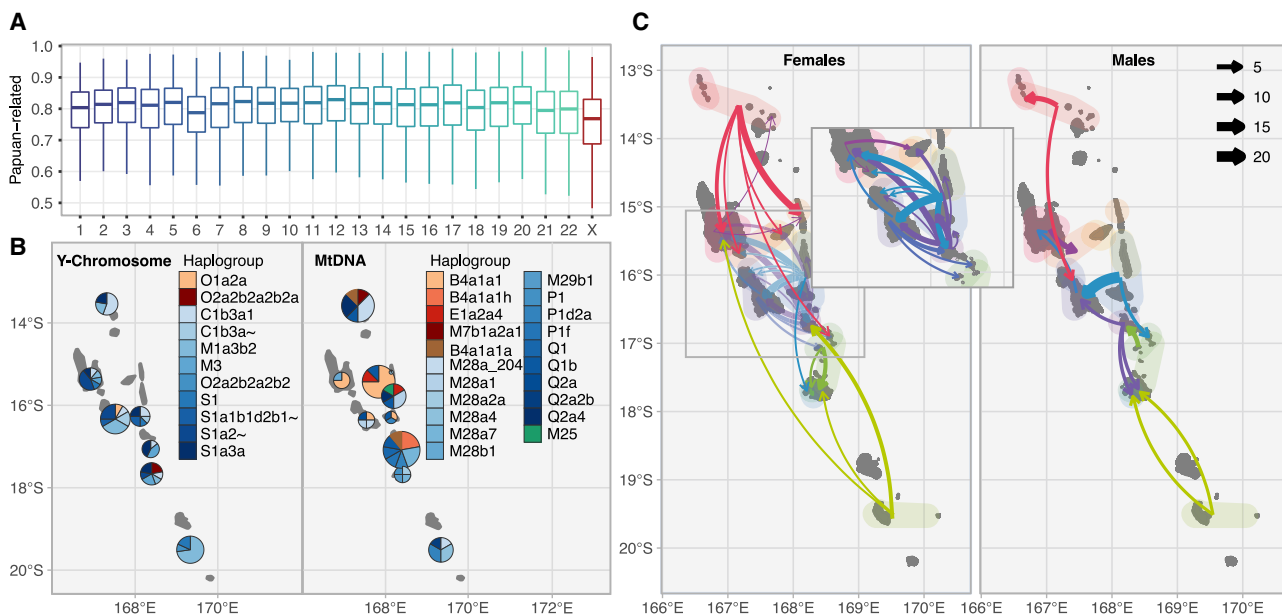 A
Papuan-related
1.0
0.9
0.8
0.7
0.6
0.5
1 2 3 4 5 6 7 8 9 10 11 12 13 14 15 16 17 18 19 20 21 22 X
B
Y-Chromosome
Haplogroup
O1a2a
O2a2b2a2b2a
C1b3a1
C1b3a~
M1a3b2
M3
O2a2b2a2b2
S1
S1a1b1d2b1~
S1a2~
S1a3a
MtDNA
Haplogroup
B4a1a1
B4a1a1h
E1a2a4
M7b1a2a1
B4a1a1a
M28a_204
M28a1
M28a2a
M28a4
M28a7
M28b1
M29b1
P1
P1d2a
P1f
Q1
Q1b
Q2a
Q2a2b
Q2a4
M25
14°S
16°S
18°S
20°S
168°E 170°E 168°E 170°E 172°E
C
Females
Males
5
10
15
20
13°S
14°S
15°S
16°S
17°S
18°S
19°S
20°S
166°E 167°E 168°E 169°E 170°E 166°E 167°E 168°E 169°E 170°E